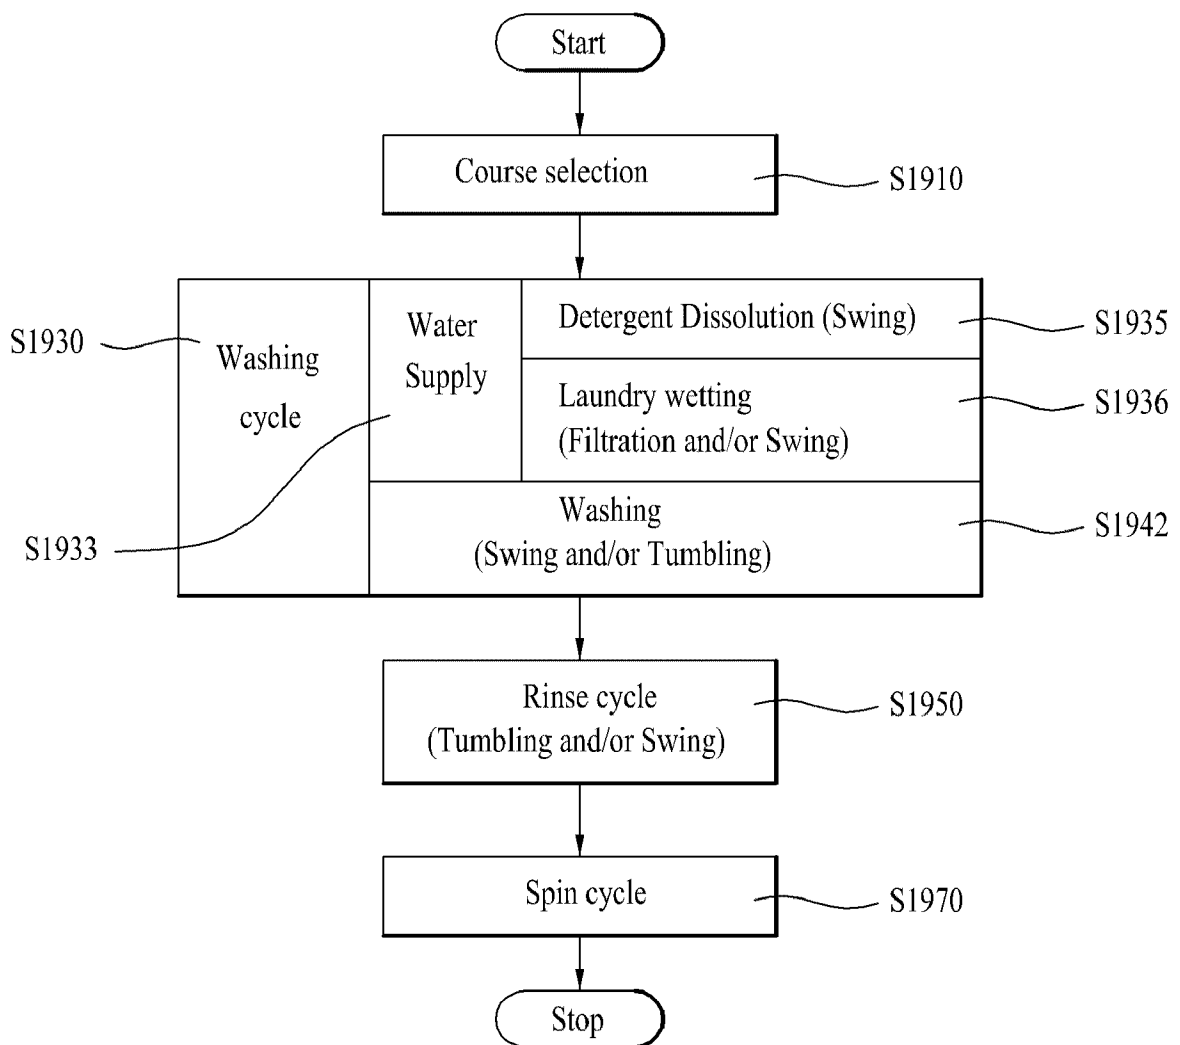 Start
Course selection
S1910
S1930
Washing
cycle
Water
Supply
S1933
Detergent Dissolution (Swing)
S1935
Laundry wetting
(Filtration and/or Swing)
S1936
Washing
(Swing and/or Tumbling)
S1942
Rinse cycle
(Tumbling and/or Swing)
S1950
Spin cycle
S1970
Stop